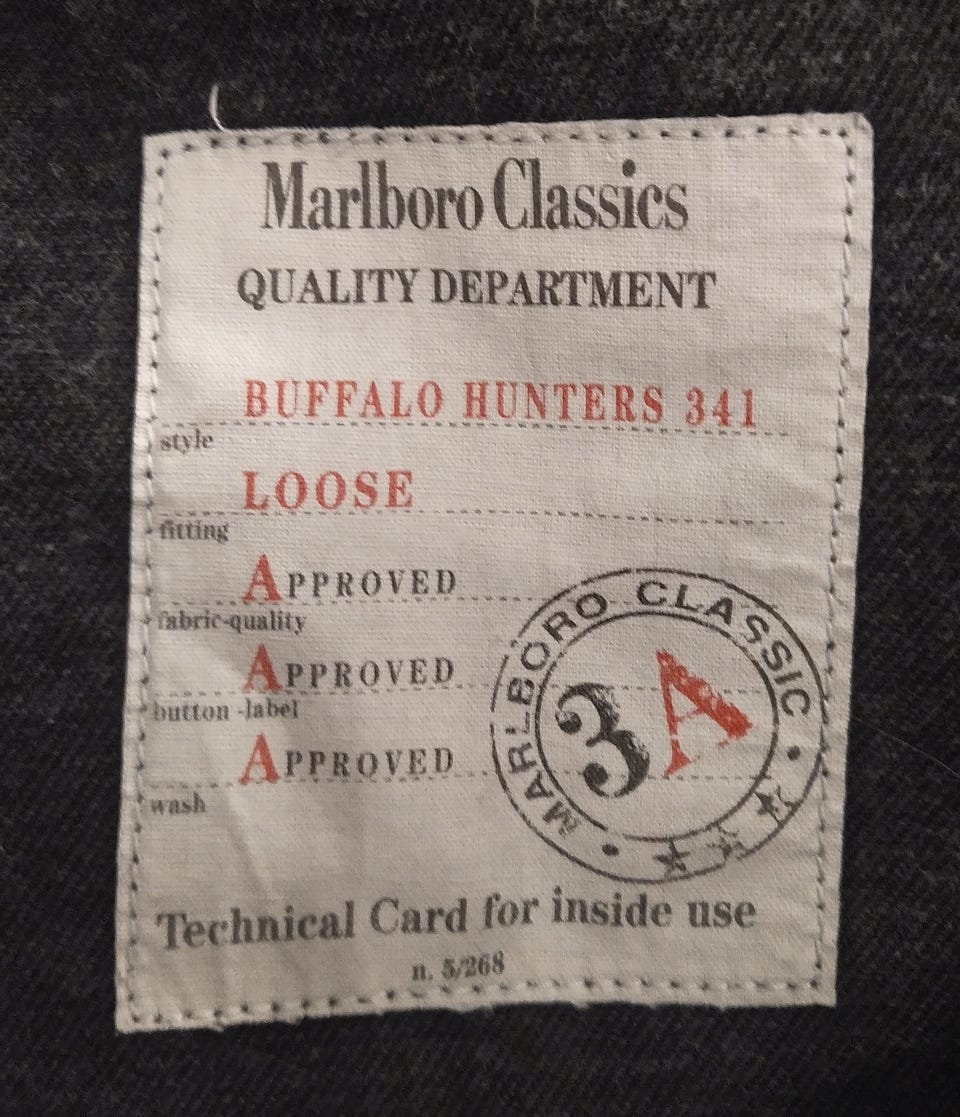 Marlboro Classics
QUALITY DEPARTMENT
BUFFALO HUNTERS 341
style
LOOSE
fitting
APPROVED
fabric-quality
APPROVED
button -label
APPROVED
wash
MARLBORO CLASSIC
3A
Technical Card for inside use
n. 5/268